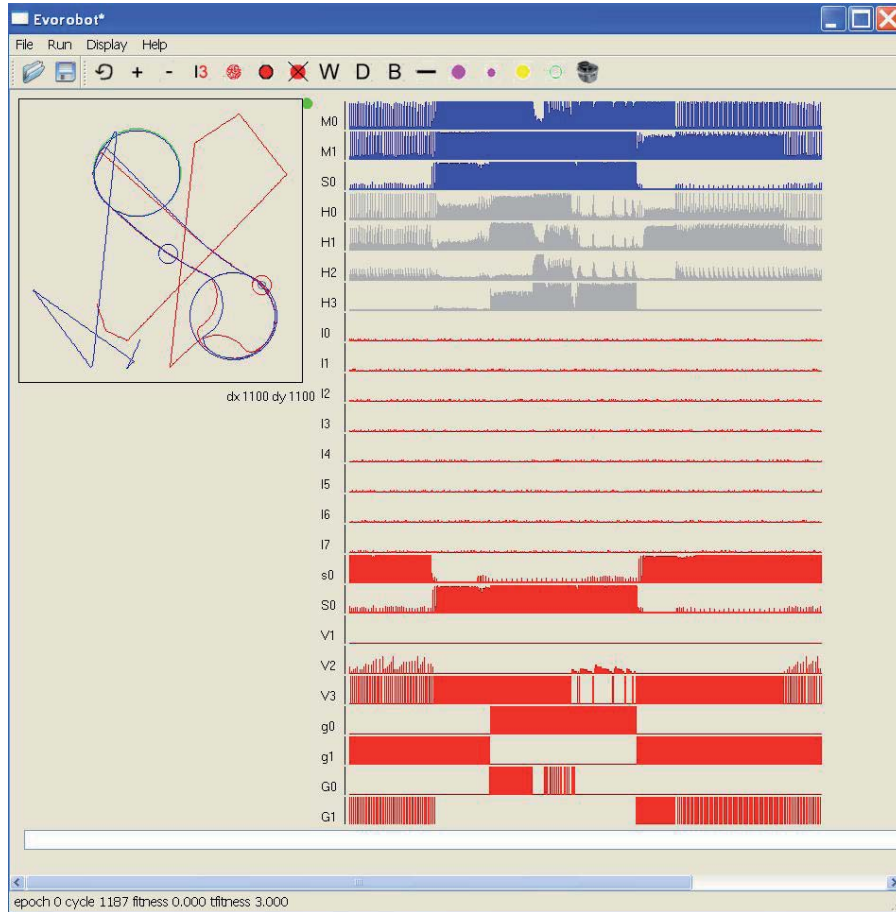 Evorobot*
File Run Display Help
I3 W D B
M0
M1
S0
H0
H1
H2
H3
I0
I1
dx 1100 dy 1100 I2
I3
I4
I5
I6
I7
s0
S0
V1
V2
V3
g0
g1
G0
G1
epoch 0 cycle 1187 fitness 0.000 tfitness 3.000